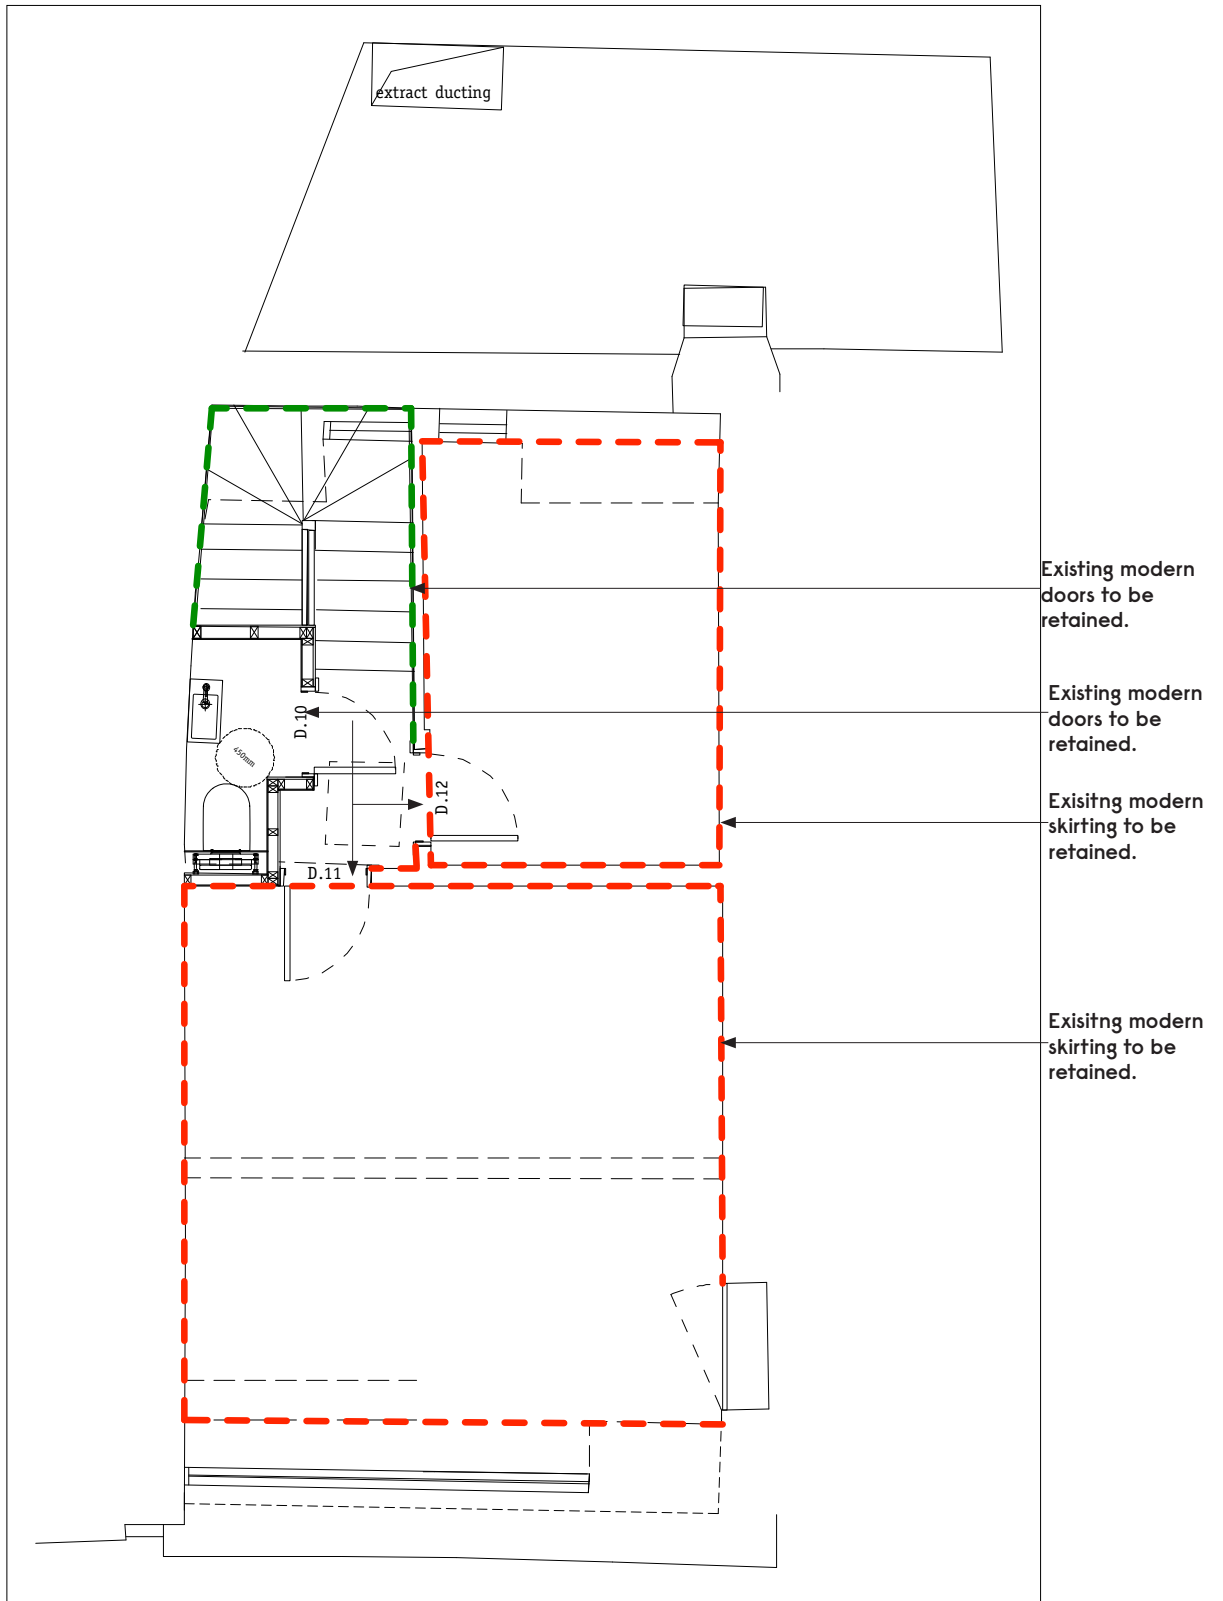 extract ducting
Existing modern
doors to be
retained.
D.10
Existing modern
doors to be
retained.
450mm
D.12
Exisitng modern
skirting to be
retained.
D.11
Exisitng modern
skirting to be
retained.